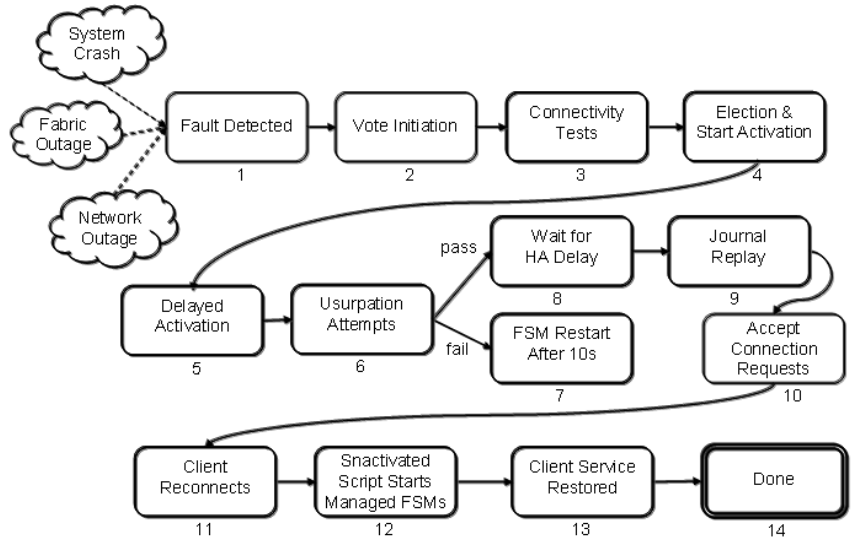 System
Crash
Fabric
Outage
Network
Outage
Fault Detected
1
Vote Initiation
2
Connectivity
Tests
3
Election &
Start Activation
4
Delayed
Activation
5
Usurpation
Attempts
6
pass
fail
Wait for
HA Delay
8
FSM Restart
After 10s
7
Journal
Replay
9
Accept
Connection
Requests
10
Client
Reconnects
11
Snactivated
Script Starts
Managed FSMs
12
Client Service
Restored
13
Done
14